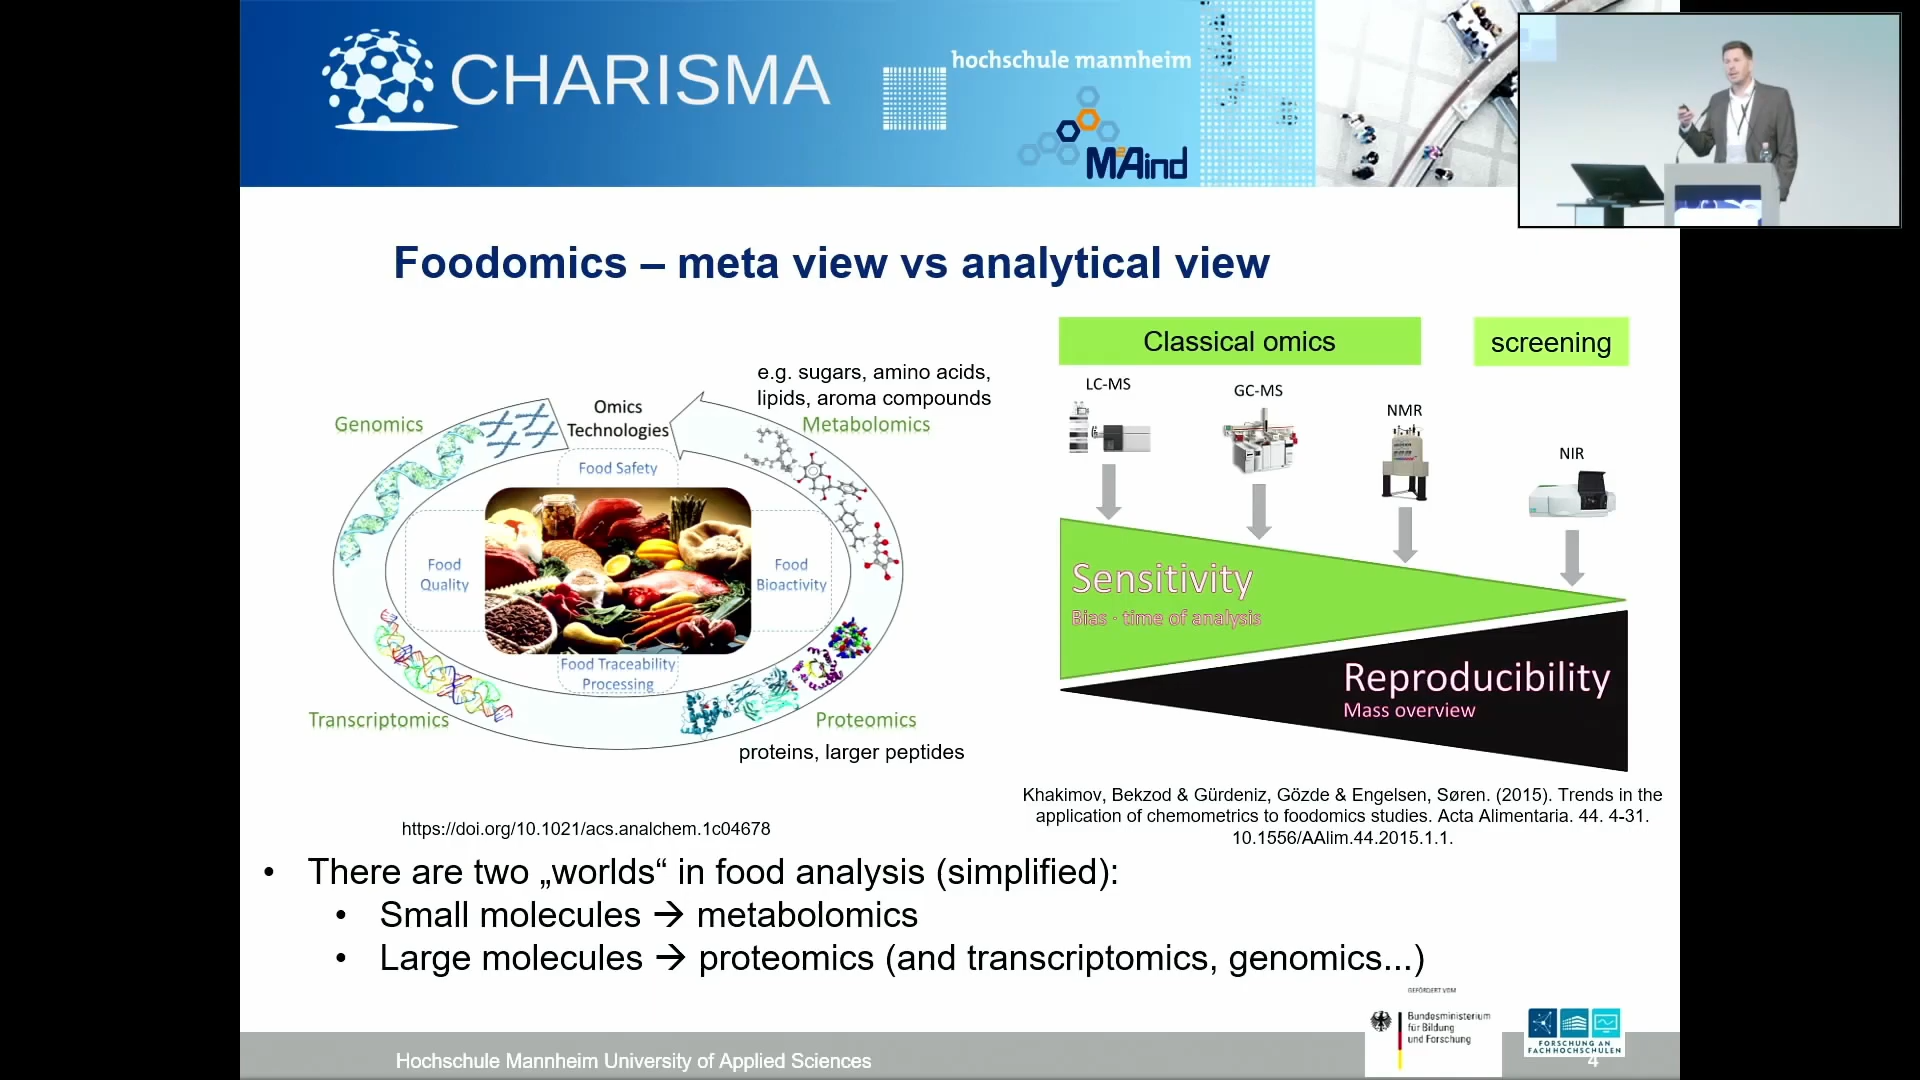 CHARISMA
hochschule mannheim
M²Aind
Foodomics – meta view vs analytical view
Classical omics
screening
e.g. sugars, amino acids,
lipids, aroma compounds
Metabolomics
Genomics
Omics
Technologies
Food Safety
Food
Quality
Food
Bioactivity
Food Traceability
Processing
Transcriptomics
Proteomics
proteins, larger peptides
https://doi.org/10.1021/acs.analchem.1c04678
LC-MS
GC-MS
NMR
NIR
Sensitivity
Bias - time of analysis
Reproducibility
Mass overview
Khakimov, Bekzod & Gürdeniz, Gözde & Engelsen, Søren. (2015). Trends in the
application of chemometrics to foodomics studies. Acta Alimentaria. 44. 4-31.
10.1556/AAlim.44.2015.1.1.
• There are two „worlds“ in food analysis (simplified):
• Small molecules → metabolomics
• Large molecules → proteomics (and transcriptomics, genomics...)
GEFÖRDERT VOM
Bundesministerium
für Bildung
und Forschung
FORSCHUNG AN
FACHHOCHSCHULEN
Hochschule Mannheim University of Applied Sciences
4